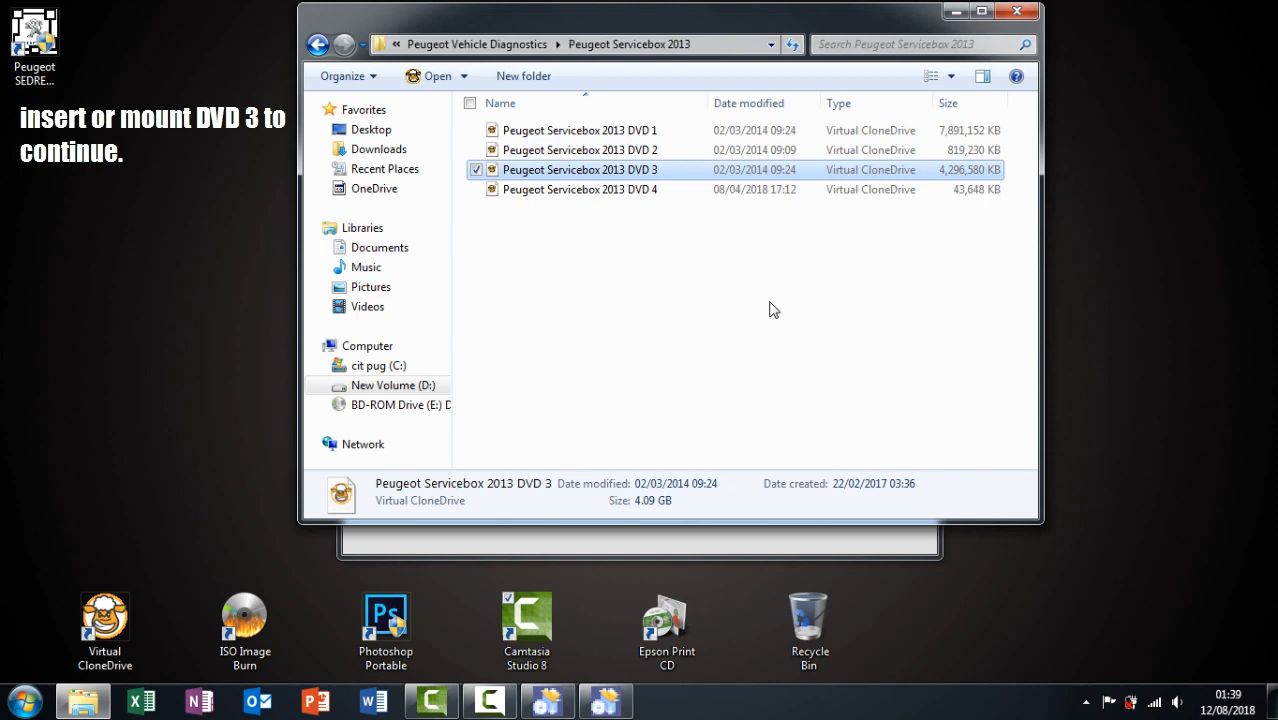 Peugeot
SEDRE...
insert or mount DVD 3 to
continue.
« Peugeot Vehicle Diagnostics Peugeot Servicebox 2013
Search Peugeot Servicebox 2013
Organize Open New folder
Name Date modified Type Size
Peugeot Servicebox 2013 DVD 1 02/03/2014 09:24 Virtual CloneDrive 7,891,152 KB
Peugeot Servicebox 2013 DVD 2 02/03/2014 09:09 Virtual CloneDrive 819,230 KB
Peugeot Servicebox 2013 DVD 3 02/03/2014 09:24 Virtual CloneDrive 4,296,580 KB
Peugeot Servicebox 2013 DVD 4 08/04/2018 17:12 Virtual CloneDrive 43,648 KB
Favorites
Desktop
Downloads
Recent Places
OneDrive
Libraries
Documents
Music
Pictures
Videos
Computer
cit pug (C:)
New Volume (D:)
BD-ROM Drive (E:) D
Network
Peugeot Servicebox 2013 DVD 3 Date modified: 02/03/2014 09:24 Date created: 22/02/2017 03:36
Virtual CloneDrive Size: 4.09 GB
Virtual
CloneDrive
ISO Image
Burn
Ps
Photoshop
Portable
Camtasia
Studio 8
Epson Print
CD
Recycle
Bin
01:39
12/08/2018